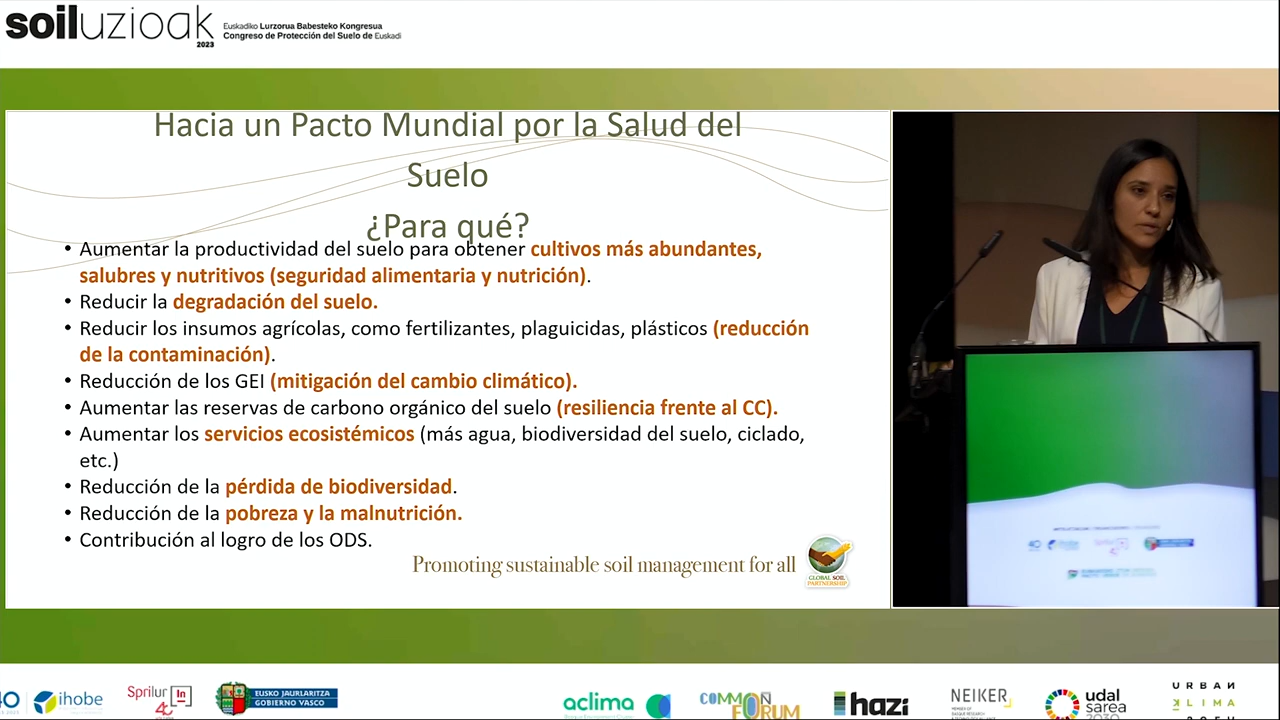 soiluzioak
2023
Euskadiko Lurzorua Babesteko Kongresua
Congreso de Protección del Suelo de Euskadi
Hacia un Pacto Mundial por la Salud del
Suelo
¿Para qué?
• Aumentar la productividad del suelo para obtener cultivos más abundantes,
salubres y nutritivos (seguridad alimentaria y nutrición).
• Reducir la degradación del suelo.
• Reducir los insumos agrícolas, como fertilizantes, plaguicidas, plásticos (reducción
de la contaminación).
• Reducción de los GEI (mitigación del cambio climático).
• Aumentar las reservas de carbono orgánico del suelo (resiliencia frente al CC).
• Aumentar los servicios ecosistémicos (más agua, biodiversidad del suelo, ciclado,
etc.)
• Reducción de la pérdida de biodiversidad.
• Reducción de la pobreza y la malnutrición.
• Contribución al logro de los ODS.
Promoting sustainable soil management for all
GLOBAL SOIL
PARTNERSHIP
ihobe
Sprilur
EUSKO JAURLARITZA
GOBIERNO VASCO
aclima
COMMON
FORUM
hazi
NEIKER
udal
sarea
2030
URBAN
KLIMA